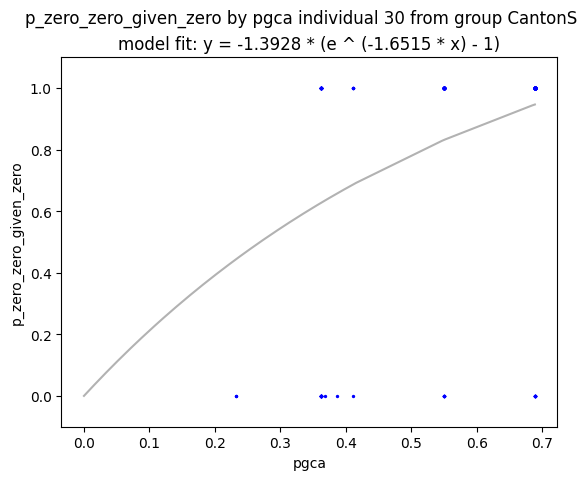 p_zero_zero_given_zero by pgca individual 30 from group CantonS
model fit: y = -1.3928 * (e ^ (-1.6515 * x) - 1)
p_zero_zero_given_zero
1.0
0.8
0.6
0.4
0.2
0.0
0.0 0.1 0.2 0.3 0.4 0.5 0.6 0.7
pgca